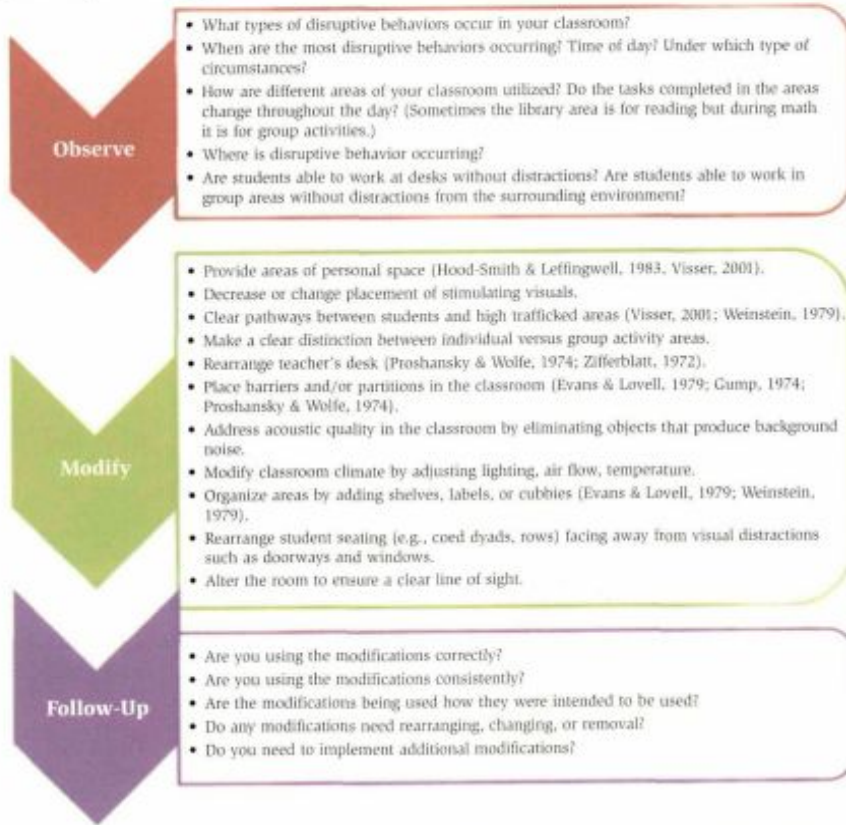 • What types of disruptive behaviors occur in your classroom?
• When are the most disruptive behaviors occurring? Time of day? Under which type of
circumstances?
• How are different areas of your classroom utilized? Do the tasks completed in the areas
change throughout the day? (Sometimes the library area is for reading but during math
it is for group activities.)
Observe
• Where is disruptive behavior occurring?
• Are students able to work at desks without distractions? Are students able to work in
group areas without distractions from the surrounding environment?
• Provide areas of personal space (Hood-Smith & Leffingwell, 1983, Visser, 2001).
• Decrease or change placement of stimulating visuals.
• Clear pathways between students and high trafficked areas (Visser, 2001; Weinstein, 1979).
• Make a clear distinction between individual versus group activity areas.
• Rearrange teacher's desk (Proshansky & Wolfe, 1974; Zifferblatt, 1972).
• Place barriers and/or partitions in the classroom (Evans & Lovell, 1979; Gump, 1974;
Proshansky & Wolfe, 1974).
• Address acoustic quality in the classroom by eliminating objects that produce background
noise.
Modify
• Modify classroom climate by adjusting lighting, air flow, temperature.
• Organize areas by adding shelves, labels, or cubbies (Evans & Lovell, 1979; Weinstein,
1979).
• Rearrange student seating (e.g., coed dyads, rows) facing away from visual distractions
such as doorways and windows.
• Alter the room to ensure a clear line of sight.
• Are you using the modifications correctly?
• Are you using the modifications consistently?
Follow-Up
• Are the modifications being used how they were intended to be used?
• Do any modifications need rearranging, changing, or removal?
• Do you need to implement additional modifications?